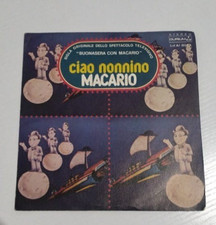 SIGLA ORIGINALE DELLO SPETTACOLO TELEVISIVO
"BUONASERA CON MACARIO"
ciao nonnino
MACARIO